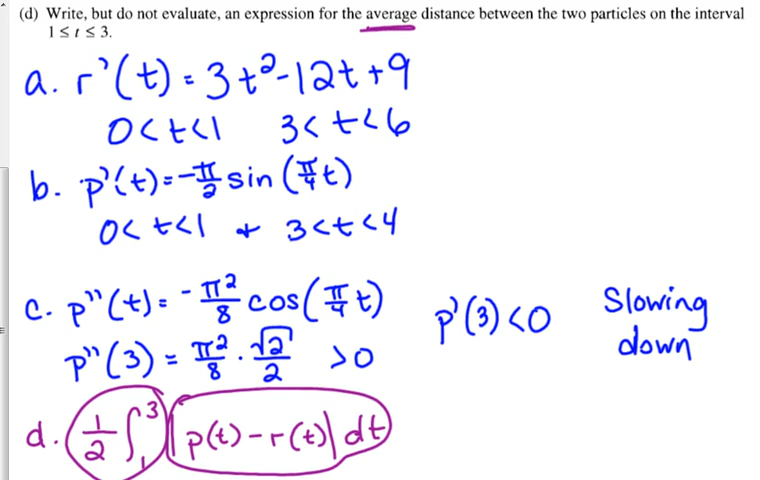 (d) Write, but do not evaluate, an expression for the average distance between the two particles on the interval
1 ≤ t ≤ 3.
a. r'(t) = 3t²-12t+9
0<t<1 3<t<6
b. p'(t)=-π/2 sin(π/4 t)
0<t<1 + 3<t<4
c. p''(t)= -π²/8 cos(π/4 t) p'(3)<0 Slowing down
p''(3) = π²/8 · √2/2 >0
d. 1/2 ∫₁³ |p(t)-r(t)| dt